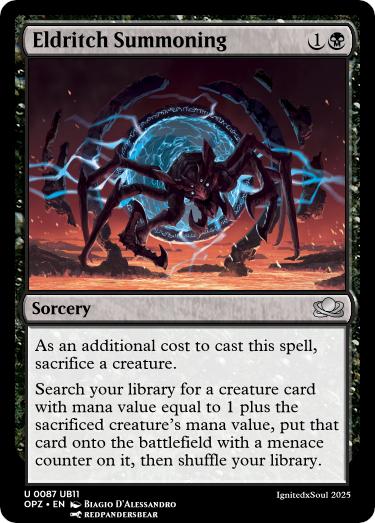 Eldritch Summoning 1
Sorcery
As an additional cost to cast this spell,
sacrifice a creature.
Search your library for a creature card
with mana value equal to 1 plus the
sacrificed creature's mana value, put that
card onto the battlefield with a menace
counter on it, then shuffle your library.
U 0087 UB11
OPZ • EN BIAGIO D'ALESSANDRO
REDPANDERSBEAR
IgnitedxSoul 2025